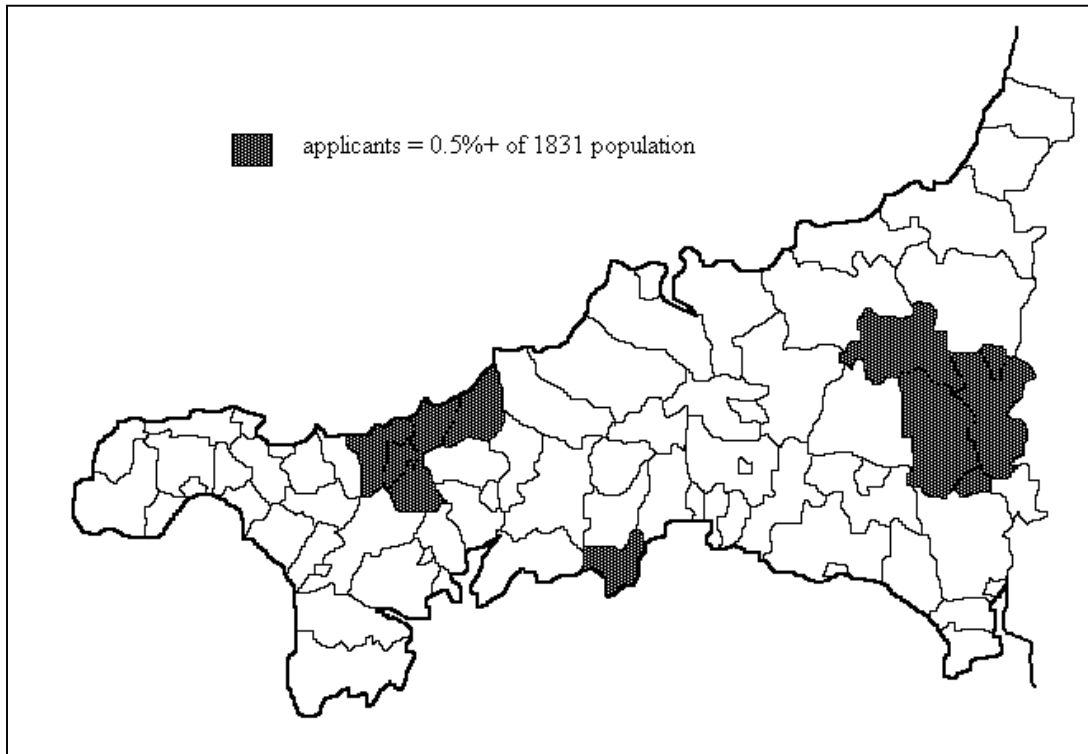 applicants = 0.5%+ of 1831 population